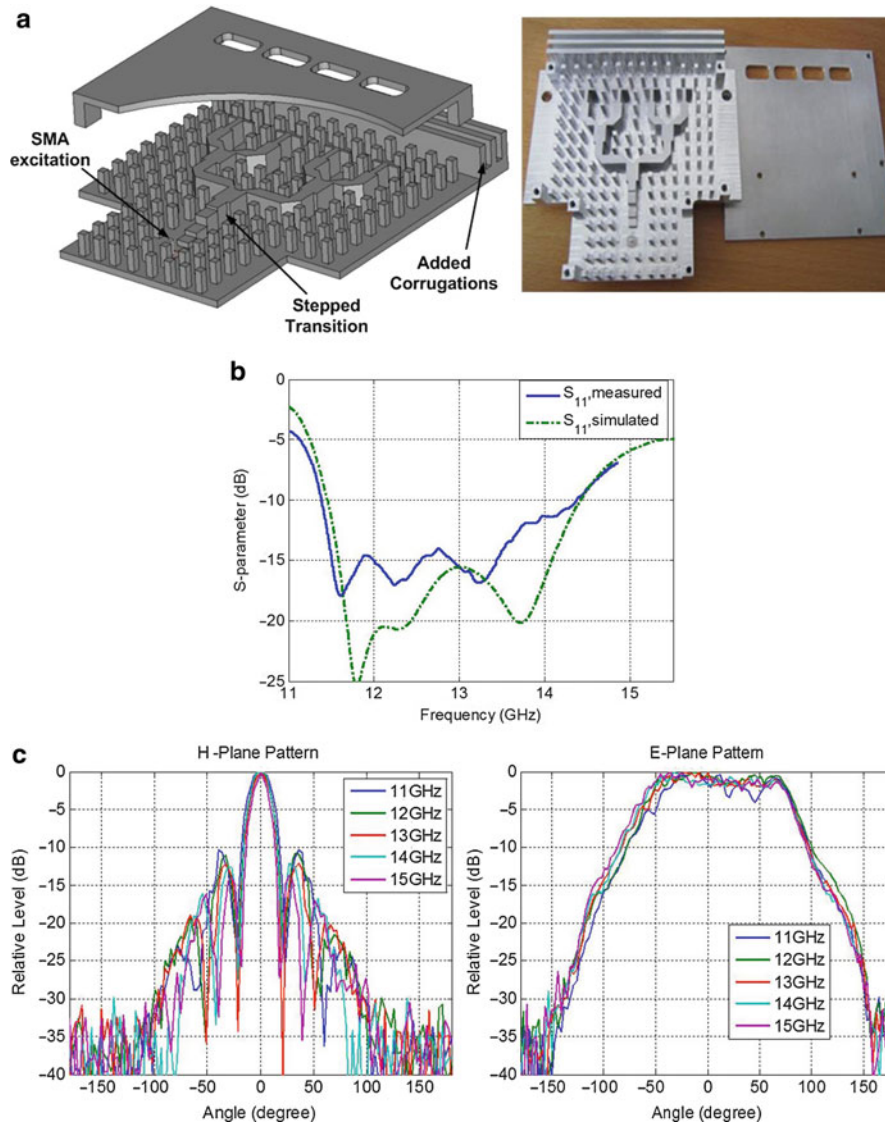 a
SMA
excitation
Stepped
Transition
Added
Corrugations
b
S11,measured
S11,simulated
0
−5
−10
−15
−20
−25
S-parameter (dB)
11
12
13
14
15
Frequency (GHz)
c
H -Plane Pattern
0
−5
−10
−15
−20
−25
−30
−35
−40
Relative Level (dB)
11GHz
12GHz
13GHz
14GHz
15GHz
−150
−100
−50
0
50
100
150
Angle (degree)
E-Plane Pattern
0
−5
−10
−15
−20
−25
−30
−35
−40
Relative Level (dB)
11GHz
12GHz
13GHz
14GHz
15GHz
−150
−100
−50
0
50
100
150
Angle (degree)